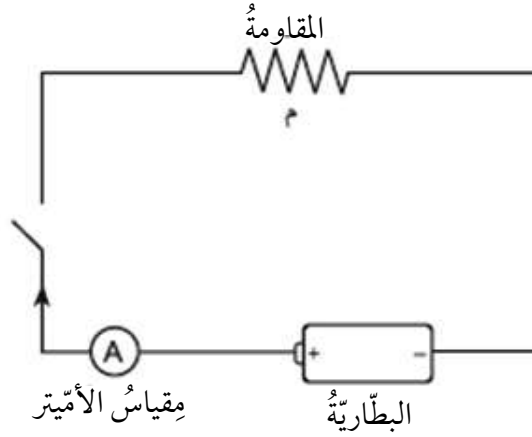 المقاومةُ
م
A
+ −
مِقياسُ الأمّيتر
البطّاريّةُ